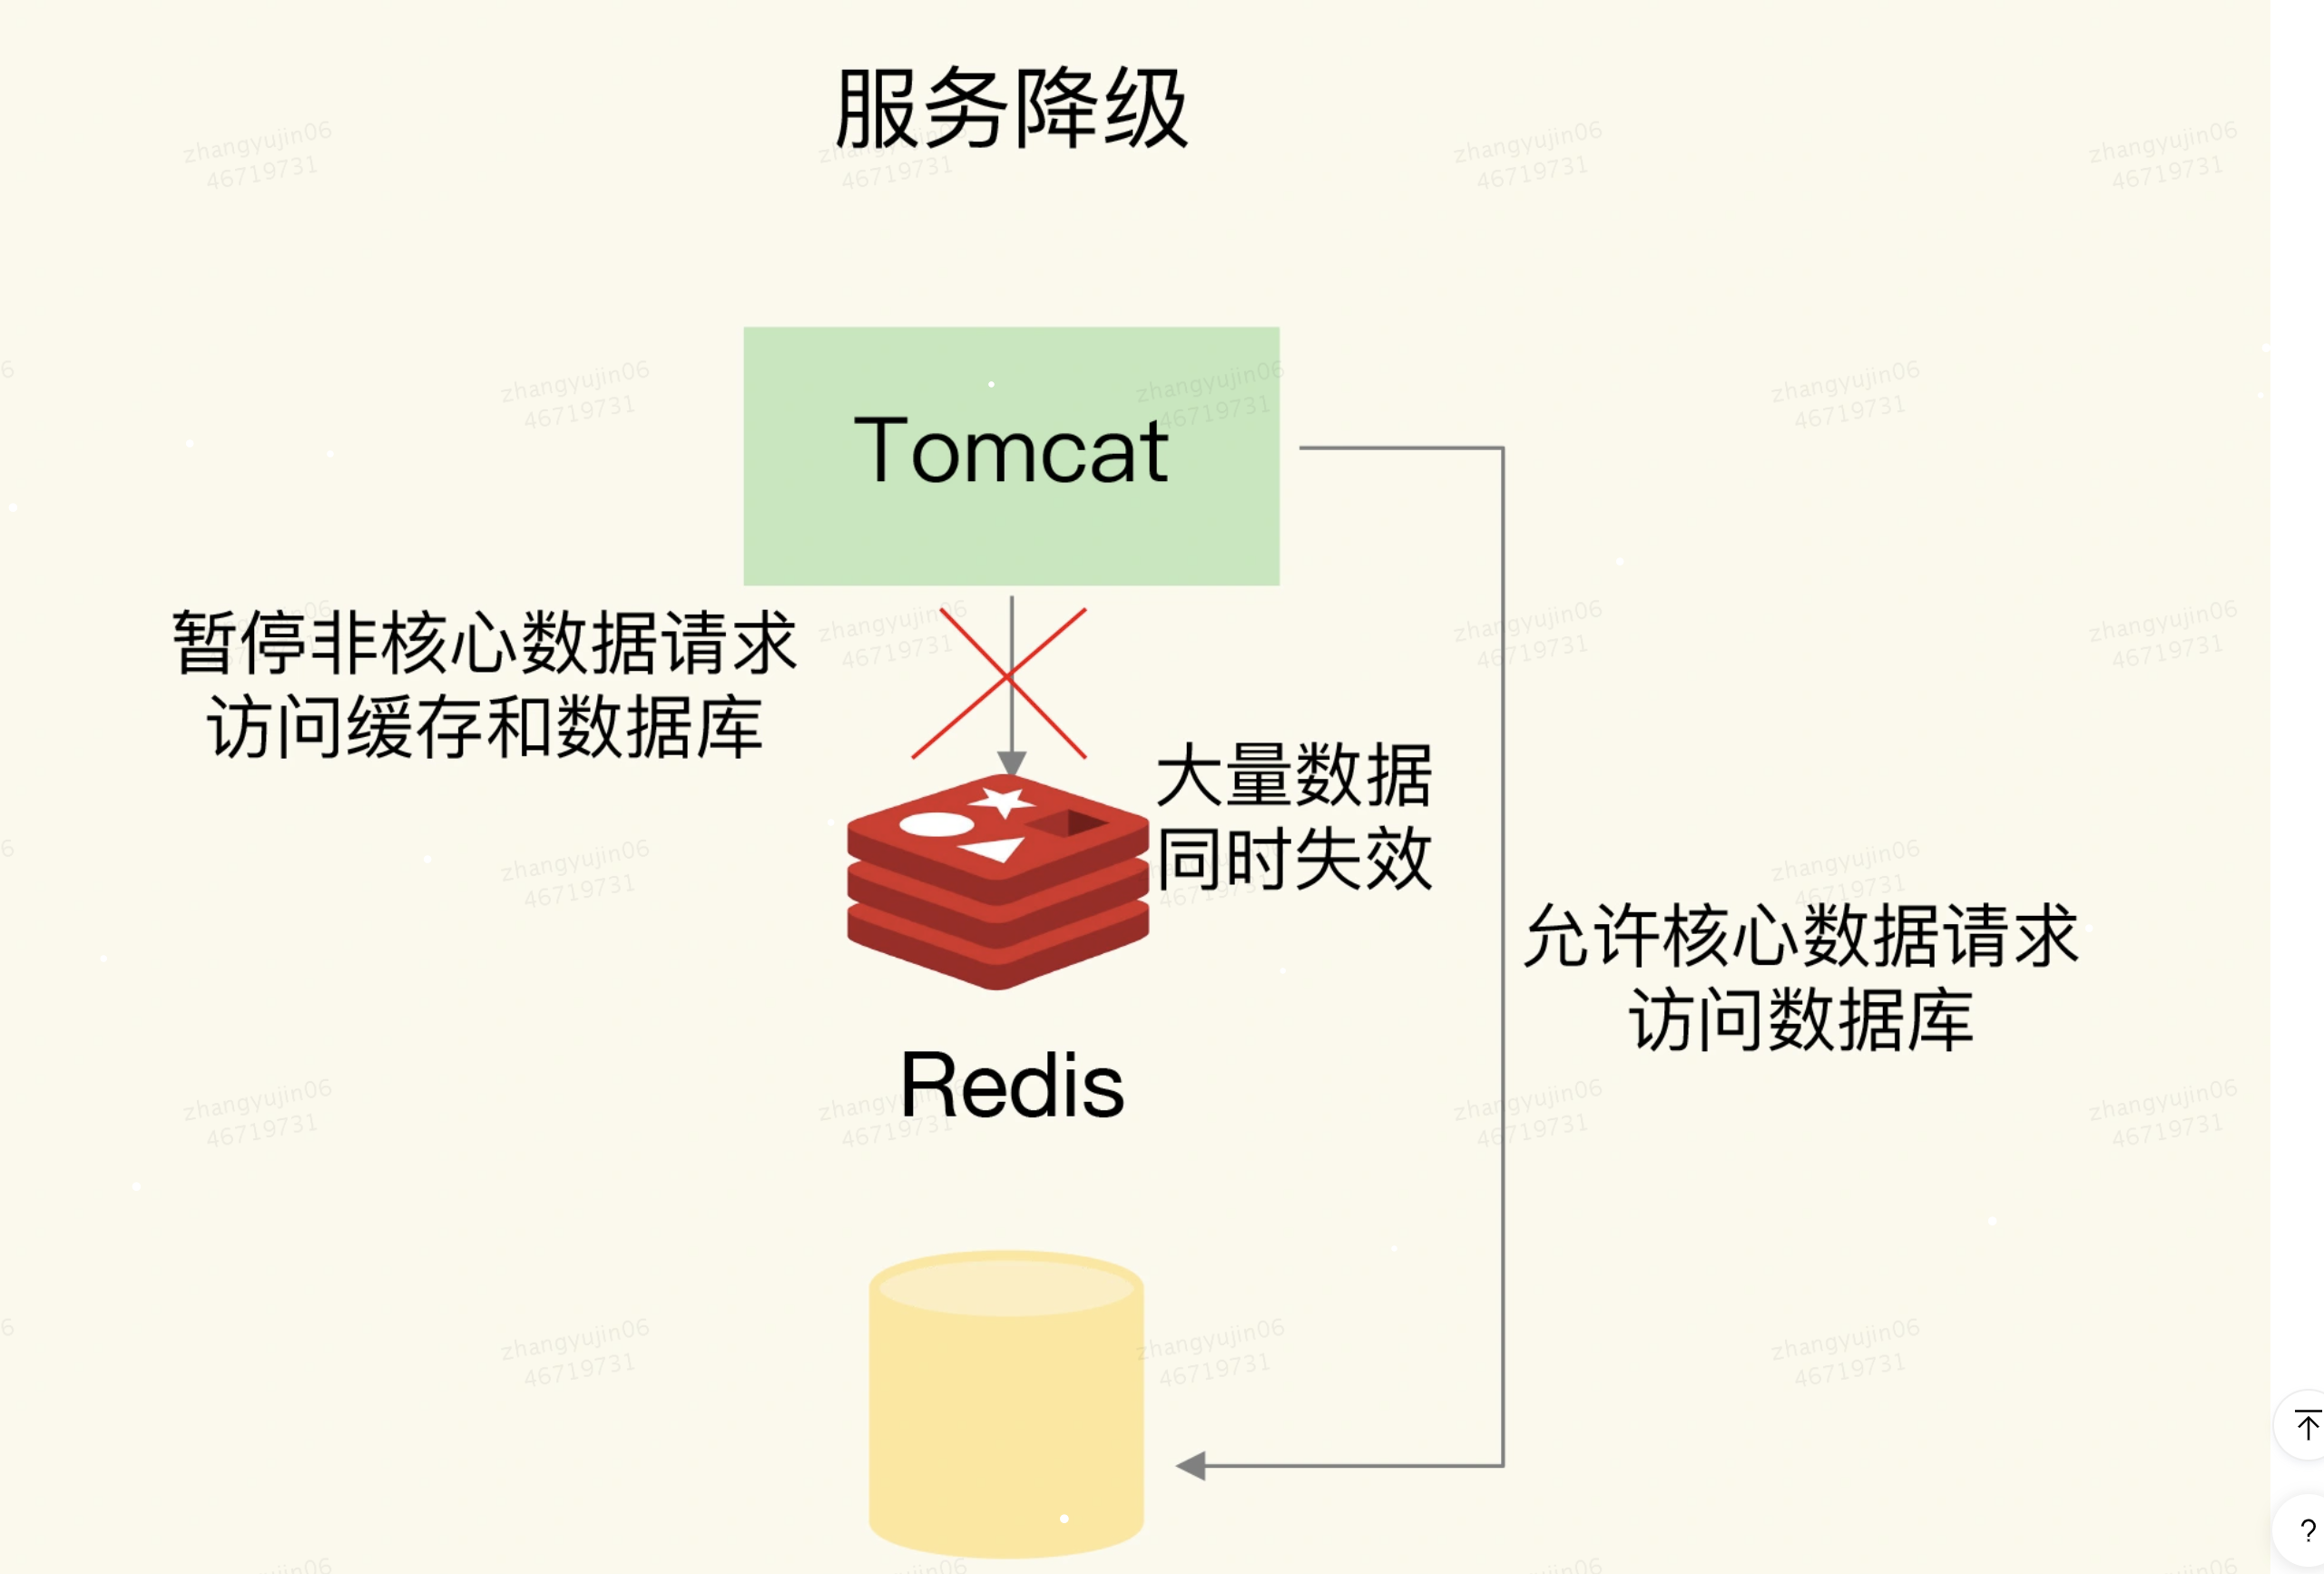 服务降级
Tomcat
暂停非核心数据请求
访问缓存和数据库
大量数据
同时失效
允许核心数据请求
访问数据库
Redis
zhangyujin06
46719731
?